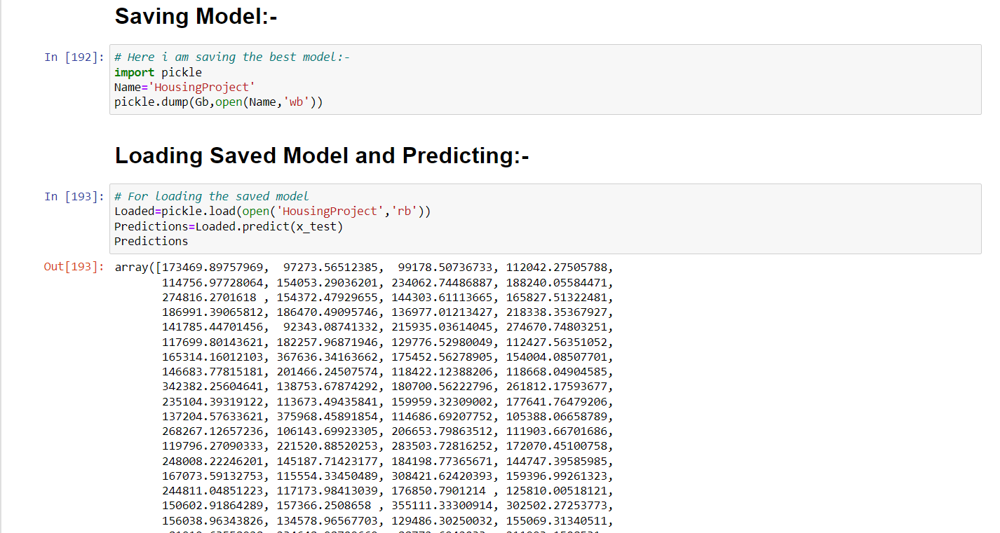 Saving Model:-
In [192]: # Here i am saving the best model:-
import pickle
Name='HousingProject'
pickle.dump(Gb,open(Name,'wb'))
Loading Saved Model and Predicting:-
In [193]: # For loading the saved model
Loaded=pickle.load(open('HousingProject','rb'))
Predictions=Loaded.predict(x_test)
Predictions
Out[193]: array([173469.89757969,  97273.56512385,  99178.50736733, 112042.27505788,
114756.97728064, 154053.29036201, 234062.74486887, 188240.05584471,
274816.2701618 , 154372.47929655, 144303.61113665, 165827.51322481,
186991.39065812, 186470.49095746, 136977.01213427, 218338.35367927,
141785.44701456,  92343.08741332, 215935.03614045, 274670.74803251,
117699.80143621, 182257.96871946, 129776.52980049, 112427.56351052,
165314.16012103, 367636.34163662, 175452.56278905, 154004.08507701,
146683.77815181, 201466.24507574, 118422.12388206, 118668.04904585,
342382.25604641, 138753.67874292, 180700.56222796, 261812.17593677,
235104.39319122, 113673.49435841, 159959.32309002, 177641.76479206,
137204.57633621, 375968.45891854, 114686.69207752, 105388.06658789,
268267.12657236, 106143.69923305, 206653.79863512, 111903.66701686,
119796.27090333, 221520.88520253, 283503.72816252, 172070.45100758,
248008.22246201, 145187.71423177, 184198.77365671, 144747.39585985,
167073.59132753, 115554.33450489, 308421.62420393, 159396.99261323,
244811.04851223, 117173.98413039, 176850.7901214 , 125810.00518121,
150602.91864289, 157366.2508658 , 355111.33300914, 302502.27253773,
156038.96343826, 134578.96567703, 129486.30250032, 155069.31340511,